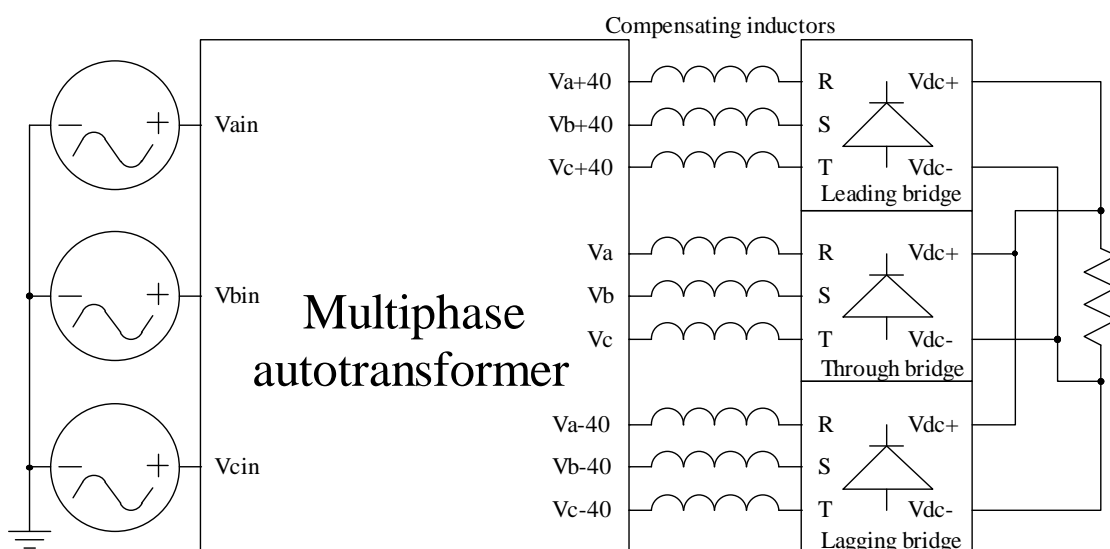 Compensating inductors
Va+40
R
Vdc+
Vain
Vb+40
S
Vc+40
T
Vdc-
Leading bridge
Va
R
Vdc+
Vbin
Vb
S
Multiphase
autotransformer
Vc
T
Vdc-
Through bridge
Va-40
R
Vdc+
Vcin
Vb-40
S
Vc-40
T
Vdc-
Lagging bridge